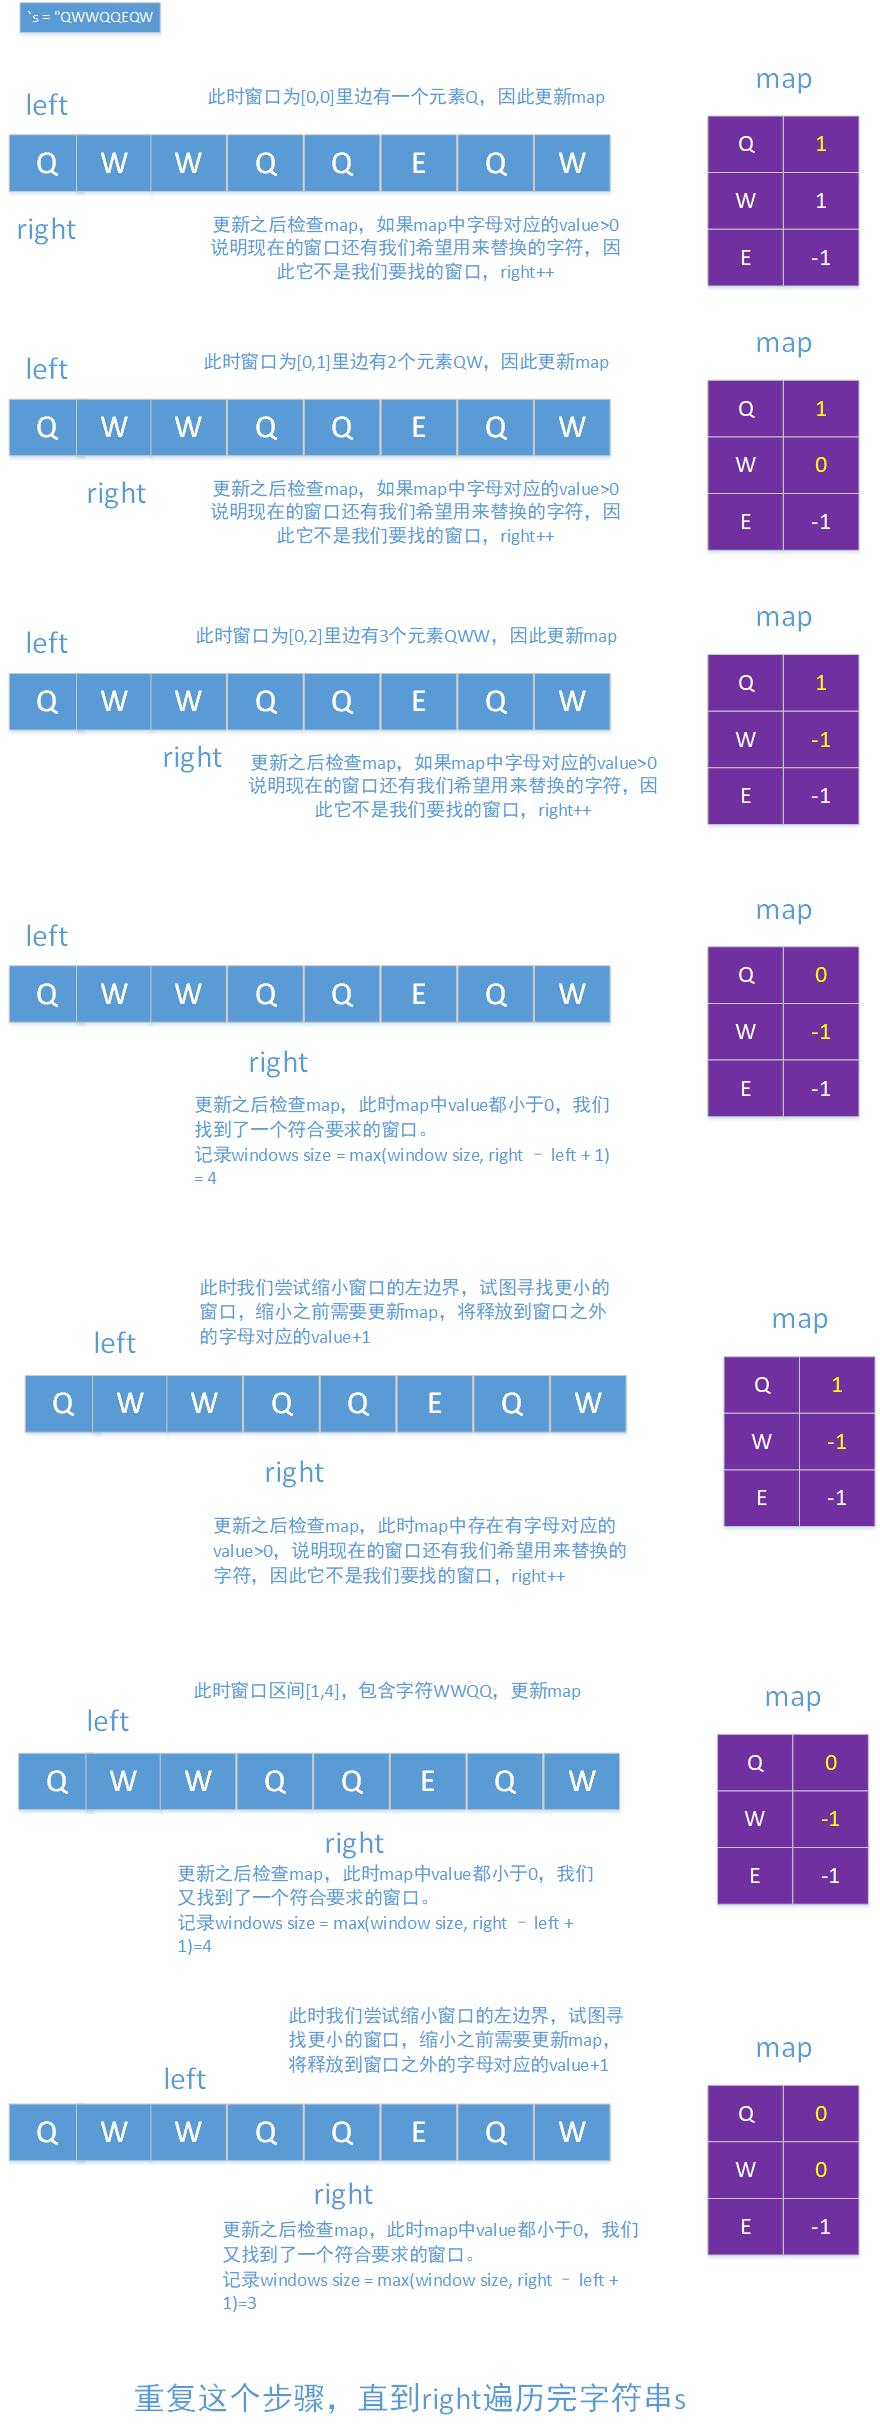 `s = "QWWQQEQW
map
此时窗口为[0,0]里边有一个元素Q，因此更新map
left
Q W W Q Q E Q W
Q 1
W 1
E -1
right
更新之后检查map，如果map中字母对应的value>0
说明现在的窗口还有我们希望用来替换的字符，因
此它不是我们要找的窗口，right++
map
此时窗口为[0,1]里边有2个元素QW，因此更新map
left
Q W W Q Q E Q W
Q 1
W 0
E -1
right
更新之后检查map，如果map中字母对应的value>0
说明现在的窗口还有我们希望用来替换的字符，因
此它不是我们要找的窗口，right++
map
此时窗口为[0,2]里边有3个元素QWW，因此更新map
left
Q W W Q Q E Q W
Q 1
W -1
E -1
right
更新之后检查map，如果map中字母对应的value>0
说明现在的窗口还有我们希望用来替换的字符，因
此它不是我们要找的窗口，right++
map
left
Q W W Q Q E Q W
Q 0
W -1
E -1
right
更新之后检查map，此时map中value都小于0，我们
找到了一个符合要求的窗口。
记录windows size = max(window size, right – left + 1)
= 4
此时我们尝试缩小窗口的左边界，试图寻找更小的
窗口，缩小之前需要更新map，将释放到窗口之外
的字母对应的value+1
map
left
Q W W Q Q E Q W
Q 1
W -1
E -1
right
更新之后检查map，此时map中存在有字母对应的
value>0，说明现在的窗口还有我们希望用来替换的
字符，因此它不是我们要找的窗口，right++
此时窗口区间[1,4]，包含字符WWQQ，更新map
map
left
Q W W Q Q E Q W
Q 0
W -1
E -1
right
更新之后检查map，此时map中value都小于0，我们
又找到了一个符合要求的窗口。
记录windows size = max(window size, right – left +
1)=4
此时我们尝试缩小窗口的左边界，试图寻
找更小的窗口，缩小之前需要更新map，
将释放到窗口之外的字母对应的value+1
map
left
Q W W Q Q E Q W
Q 0
W 0
E -1
right
更新之后检查map，此时map中value都小于0，我们
又找到了一个符合要求的窗口。
记录windows size = max(window size, right – left +
1)=3
重复这个步骤，直到right遍历完字符串s